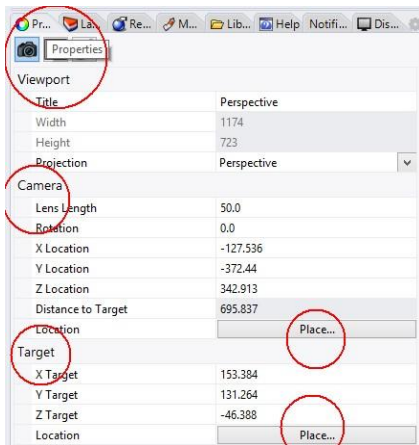 Pr... La... Re... M... Lib... Help Notifi... Dis...
Properties
Viewport
Title Perspective
Width 1174
Height 723
Projection Perspective
Camera
Lens Length 50.0
Rotation 0.0
X Location -127.536
Y Location -372.44
Z Location 342.913
Distance to Target 695.837
Location Place...
Target
X Target 153.384
Y Target 131.264
Z Target -46.388
Location Place...